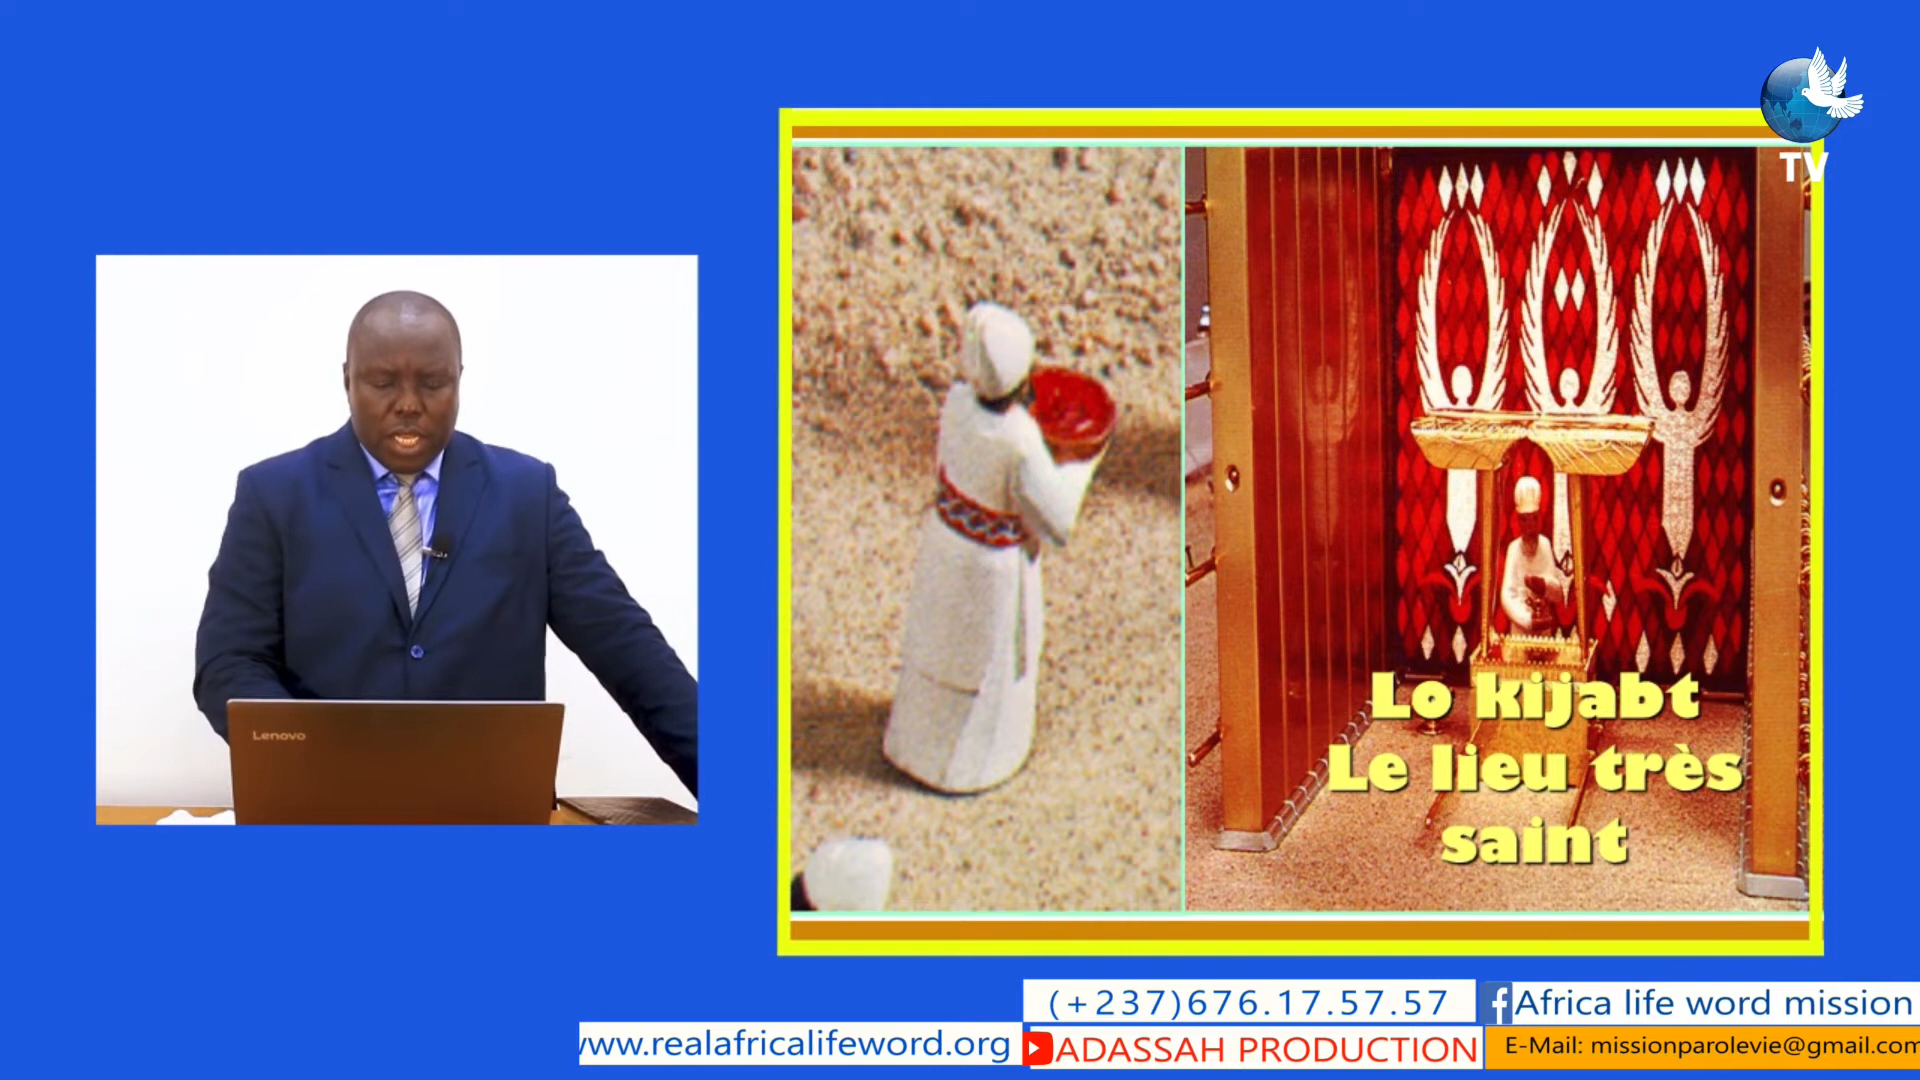 TV
Lenovo
Lo kijabt
Le lieu très
saint
(+237)676.17.57.57
Africa life word mission
www.realafricalifeword.org
ADASSAH PRODUCTION
E-Mail: missionparolevie@gmail.com